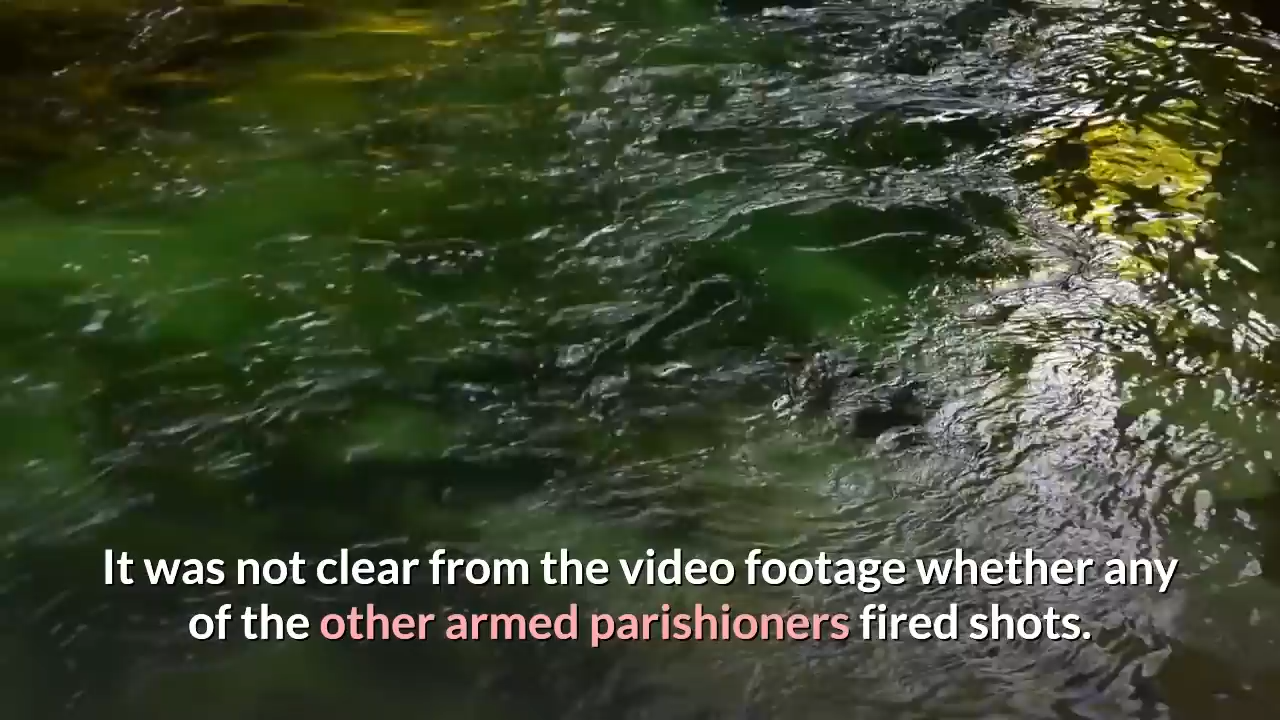 It was not clear from the video footage whether any
of the other armed parishioners fired shots.